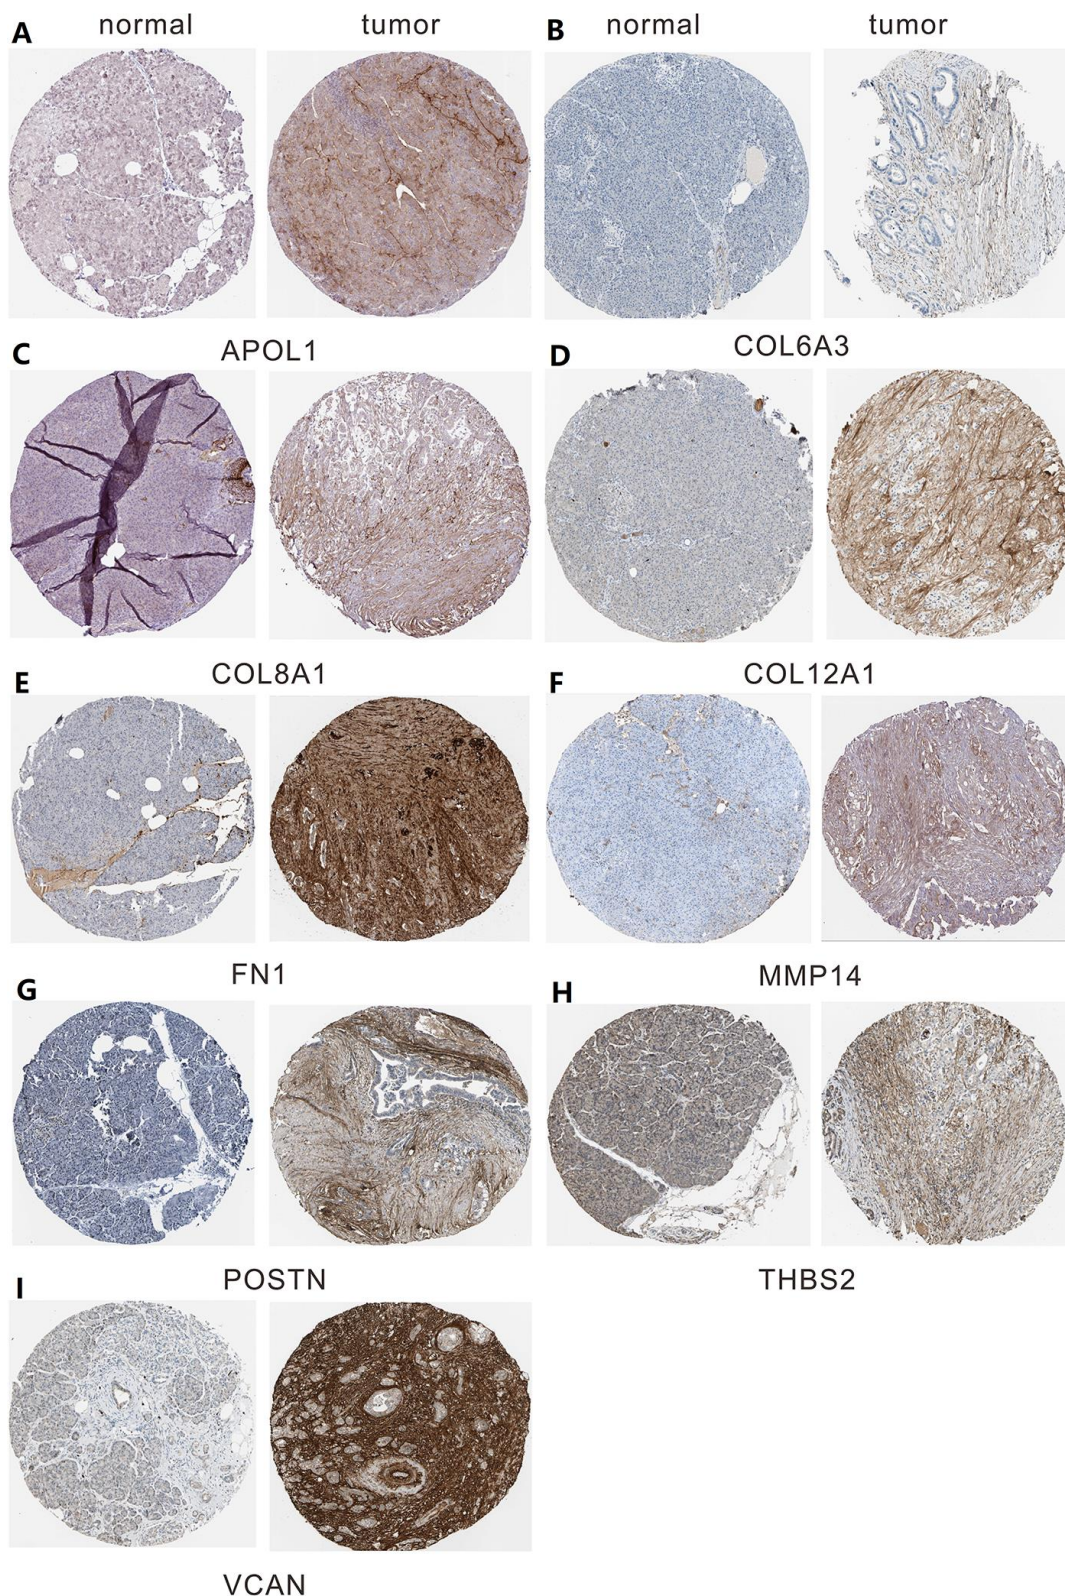 A normal tumor B normal tumor
APOL1 COL6A3
C D
COL8A1 COL12A1
E F
FN1 MMP14
G H
POSTN THBS2
I
VCAN